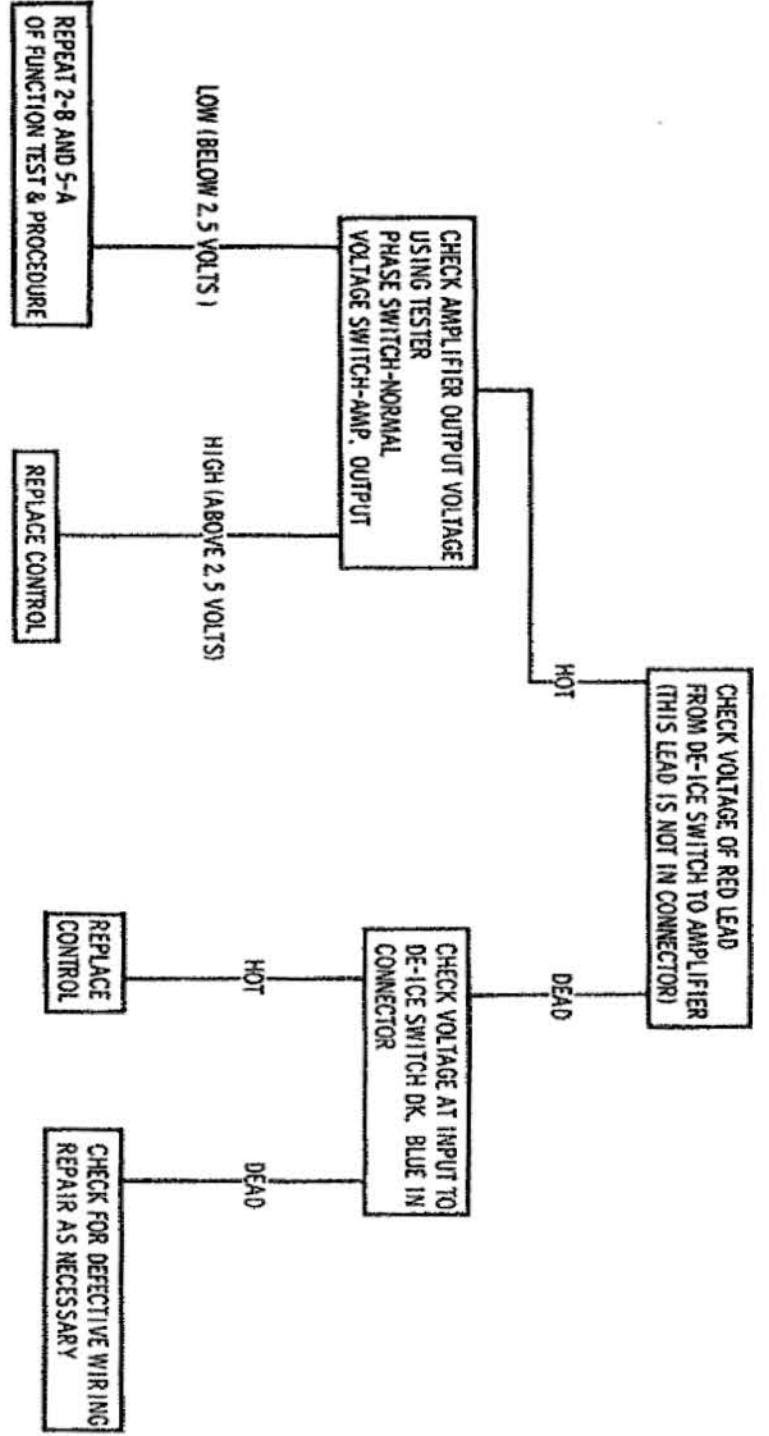 CHECK VOLTAGE OF RED LEAD
FROM DE-ICE SWITCH TO AMPLIFIER
(THIS LEAD IS NOT IN CONNECTOR)
HOT
DEAD
CHECK AMPLIFIER OUTPUT VOLTAGE
USING TESTER
PHASE SWITCH-NORMAL
VOLTAGE SWITCH-AMP. OUTPUT
CHECK VOLTAGE AT INPUT TO
DE-ICE SWITCH DK. BLUE IN
CONNECTOR
LOW (BELOW 2.5 VOLTS)
HIGH (ABOVE 2.5 VOLTS)
HOT
DEAD
REPEAT 2-B AND 5-A
OF FUNCTION TEST & PROCEDURE
REPLACE CONTROL
REPLACE
CONTROL
CHECK FOR DEFECTIVE WIRING
REPAIR AS NECESSARY